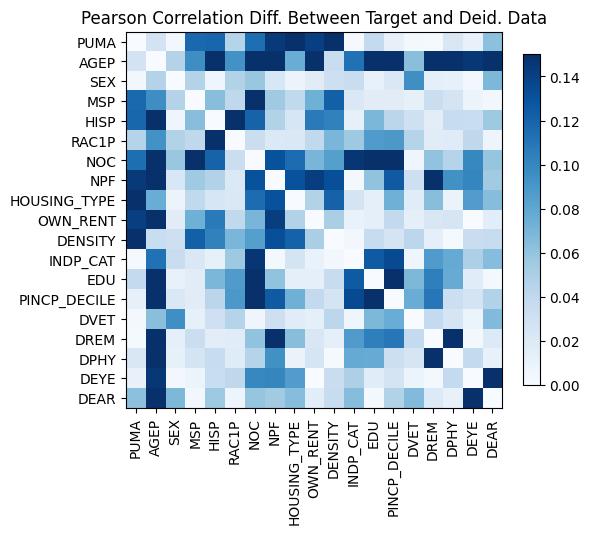 Pearson Correlation Diff. Between Target and Deid. Data
PUMA
AGEP
SEX
MSP
HISP
RAC1P
NOC
NPF
HOUSING_TYPE
OWN_RENT
DENSITY
INDP_CAT
EDU
PINCP_DECILE
DVET
DREM
DPHY
DEYE
DEAR
PUMA
AGEP
SEX
MSP
HISP
RAC1P
NOC
NPF
HOUSING_TYPE
OWN_RENT
DENSITY
INDP_CAT
EDU
PINCP_DECILE
DVET
DREM
DPHY
DEYE
DEAR
0.14
0.12
0.10
0.08
0.06
0.04
0.02
0.00